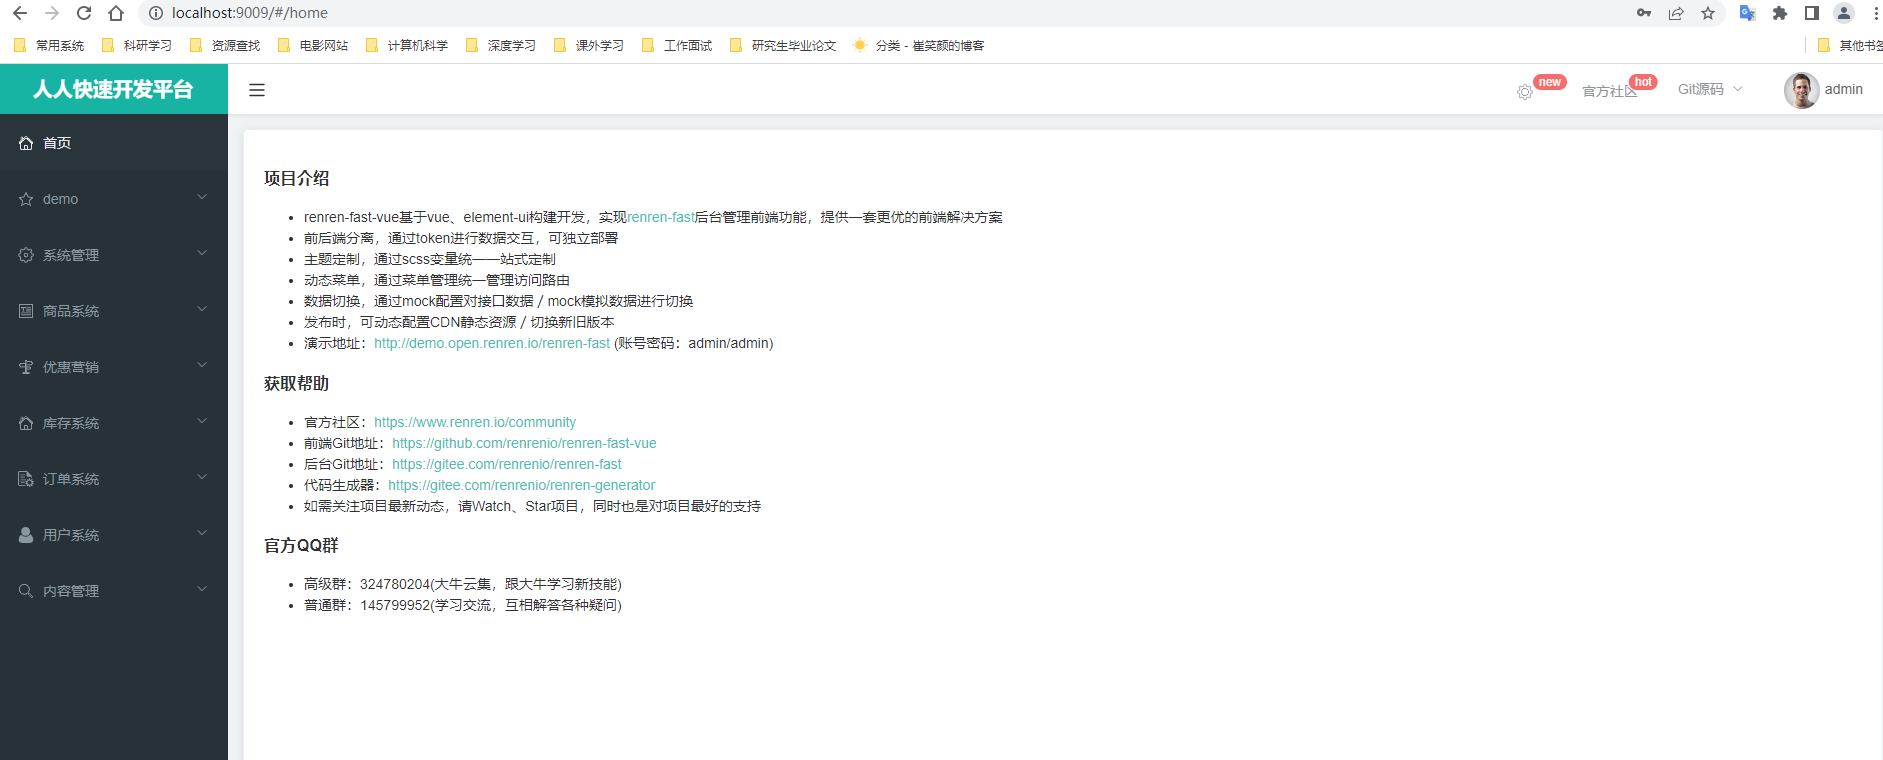 localhost:9009/#/home
常用系统 科研学习 资源查找 电影网站 计算机科学 深度学习 课外学习 工作面试 研究生毕业论文 分类 - 崔笑颜的博客 其他书签
人人快速开发平台 new 官方社区 hot Git源码 admin
首页
demo
系统管理
商品系统
优惠营销
库存系统
订单系统
用户系统
内容管理
项目介绍
renren-fast-vue基于vue、element-ui构建开发，实现renren-fast后台管理前端功能，提供一套更优的前端解决方案
前后端分离，通过token进行数据交互，可独立部署
主题定制，通过scss变量统一一站式定制
动态菜单，通过菜单管理统一管理访问路由
数据切换，通过mock配置对接口数据／mock模拟数据进行切换
发布时，可动态配置CDN静态资源／切换新旧版本
演示地址：http://demo.open.renren.io/renren-fast (账号密码：admin/admin)
获取帮助
官方社区：https://www.renren.io/community
前端Git地址：https://github.com/renrenio/renren-fast-vue
后台Git地址：https://gitee.com/renrenio/renren-fast
代码生成器：https://gitee.com/renrenio/renren-generator
如需关注项目最新动态，请Watch、Star项目，同时也是对项目最好的支持
官方QQ群
高级群：324780204(大牛云集，跟大牛学习新技能)
普通群：145799952(学习交流，互相解答各种疑问)